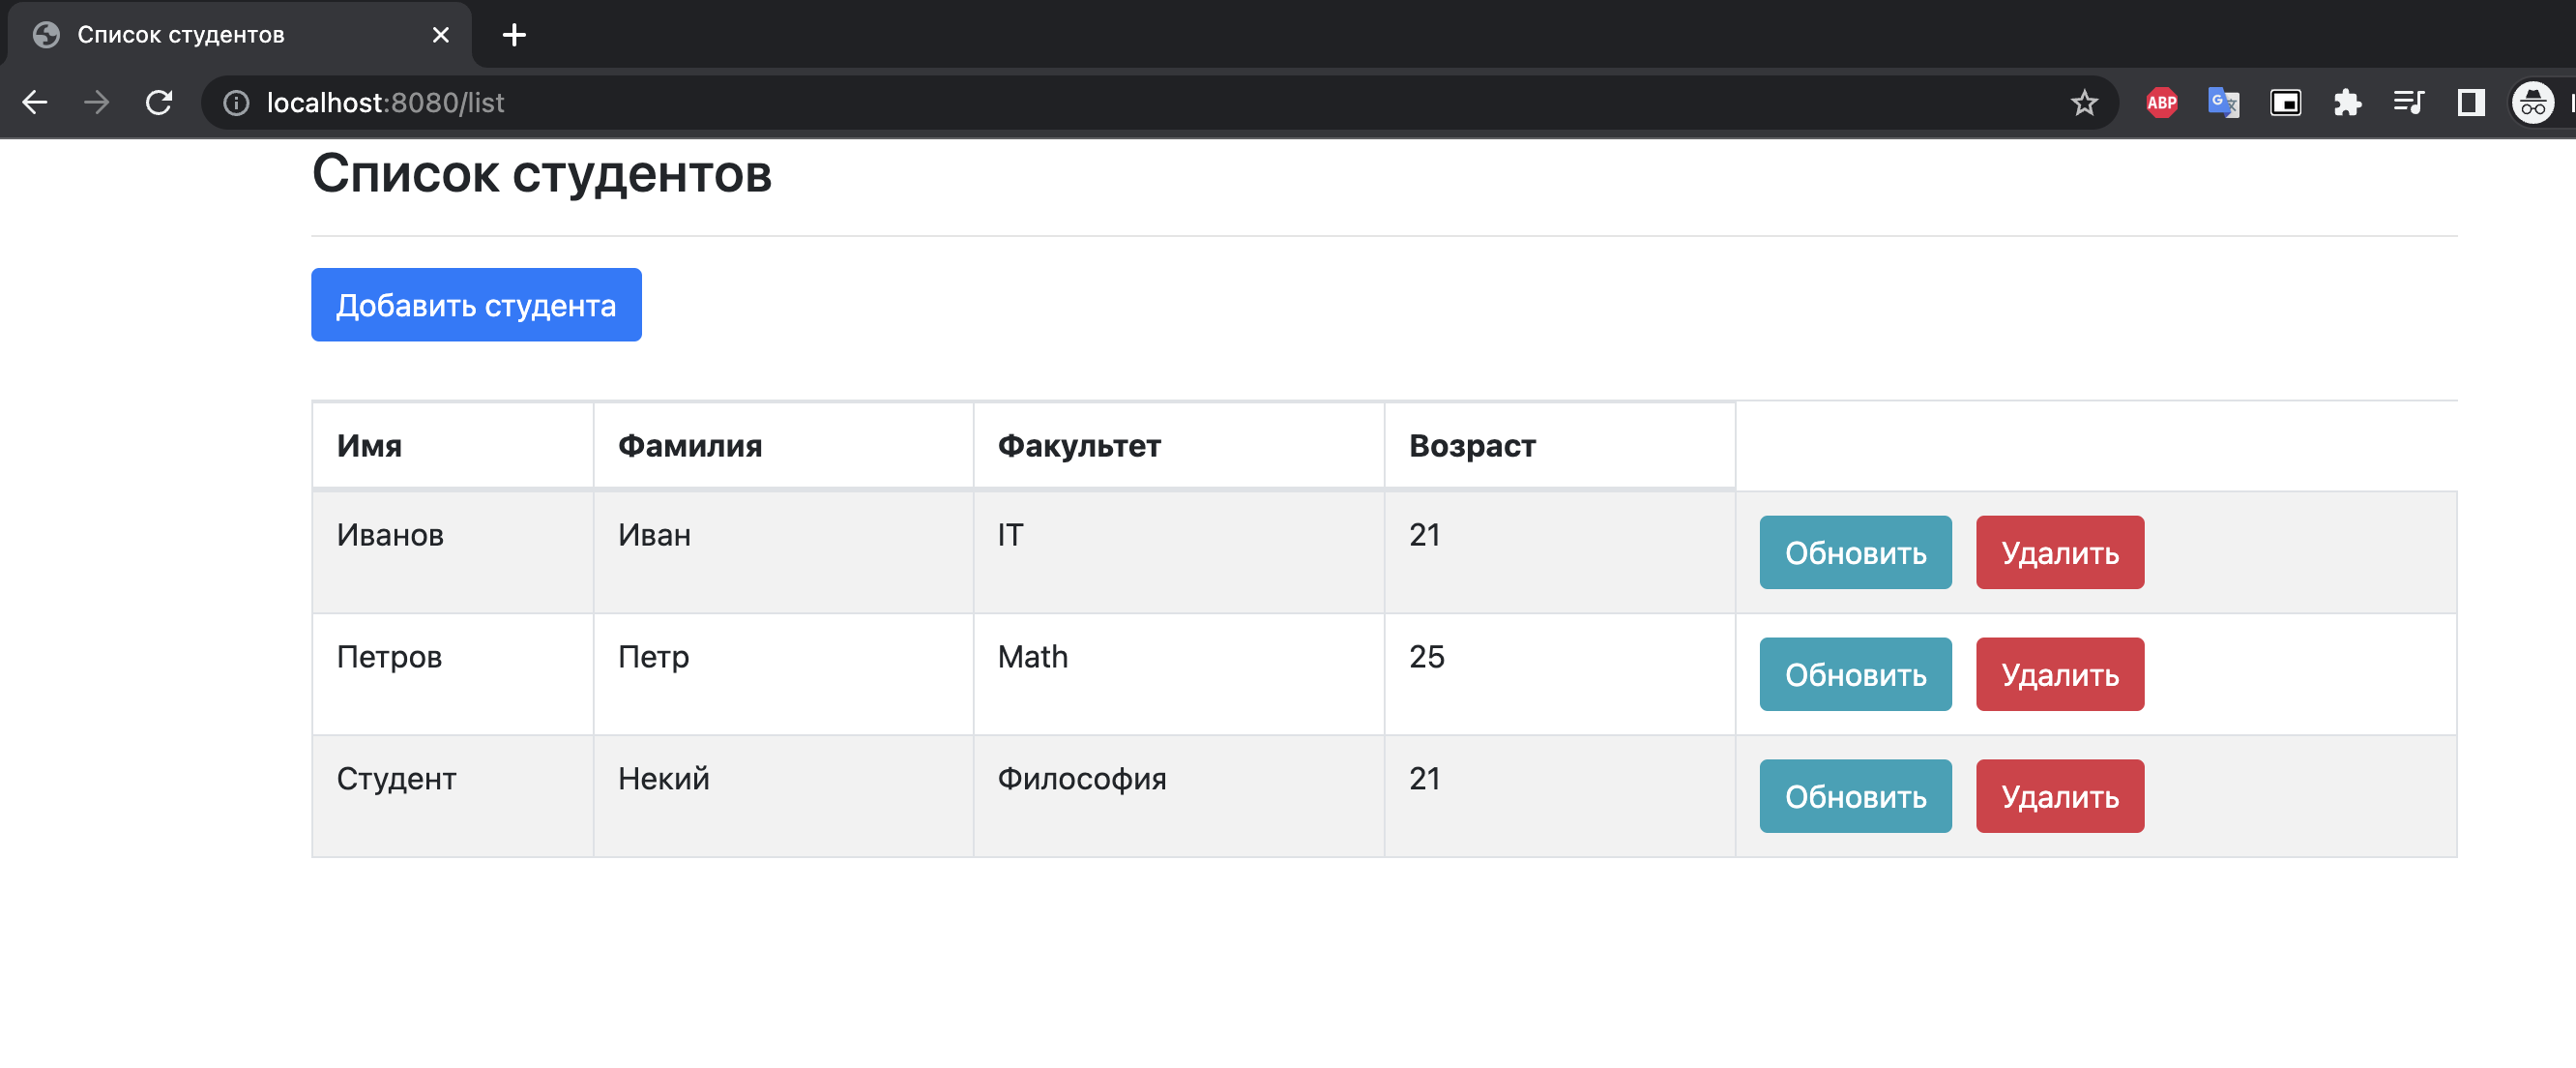 Список студентов
localhost:8080/list
ABP
Список студентов
Добавить студента
Имя Фамилия Факультет Возраст
Иванов Иван IT 21 Обновить Удалить
Петров Петр Math 25 Обновить Удалить
Студент Некий Философия 21 Обновить Удалить